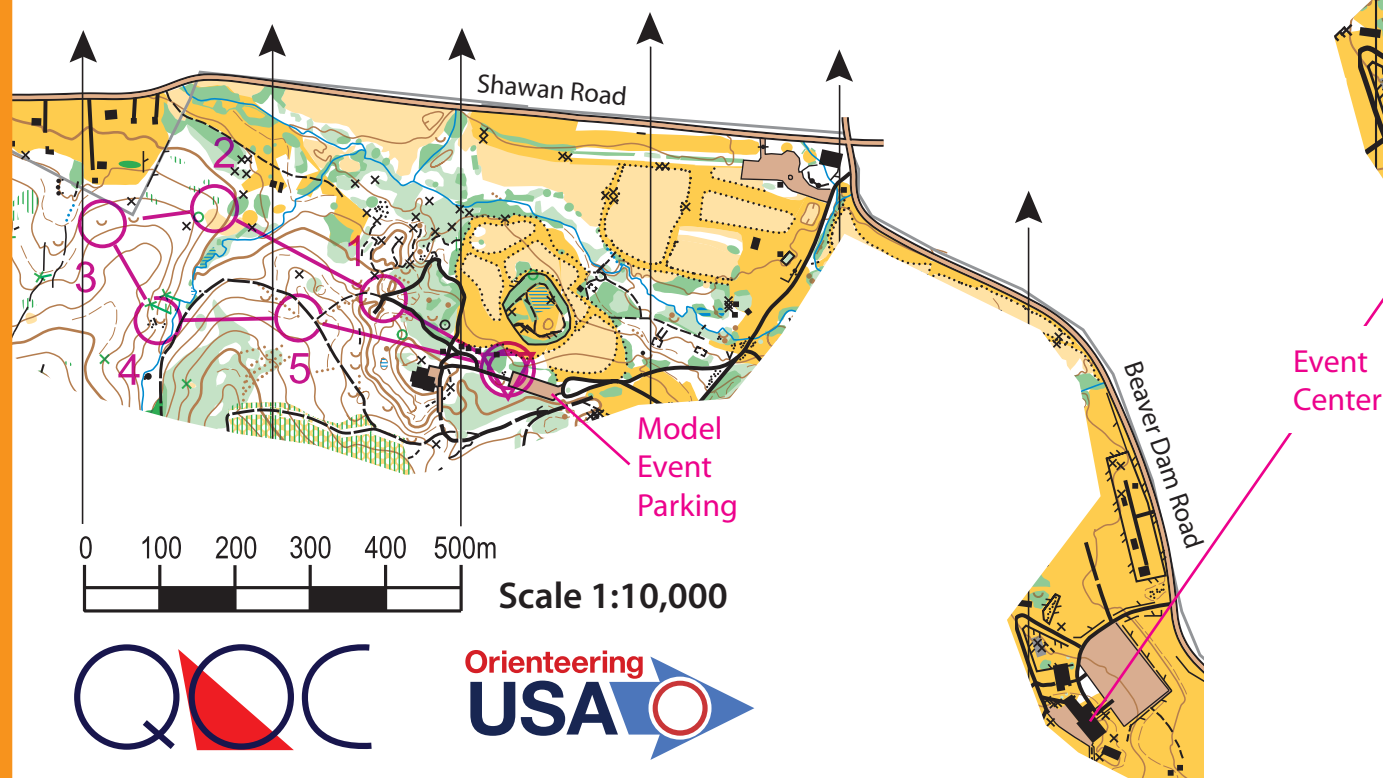 Shawan Road
2
1
3
4
5
Event
Center
Beaver Dam Road
Model
Event
Parking
0 100 200 300 400 500m
Scale 1:10,000
QOC
Orienteering
USA